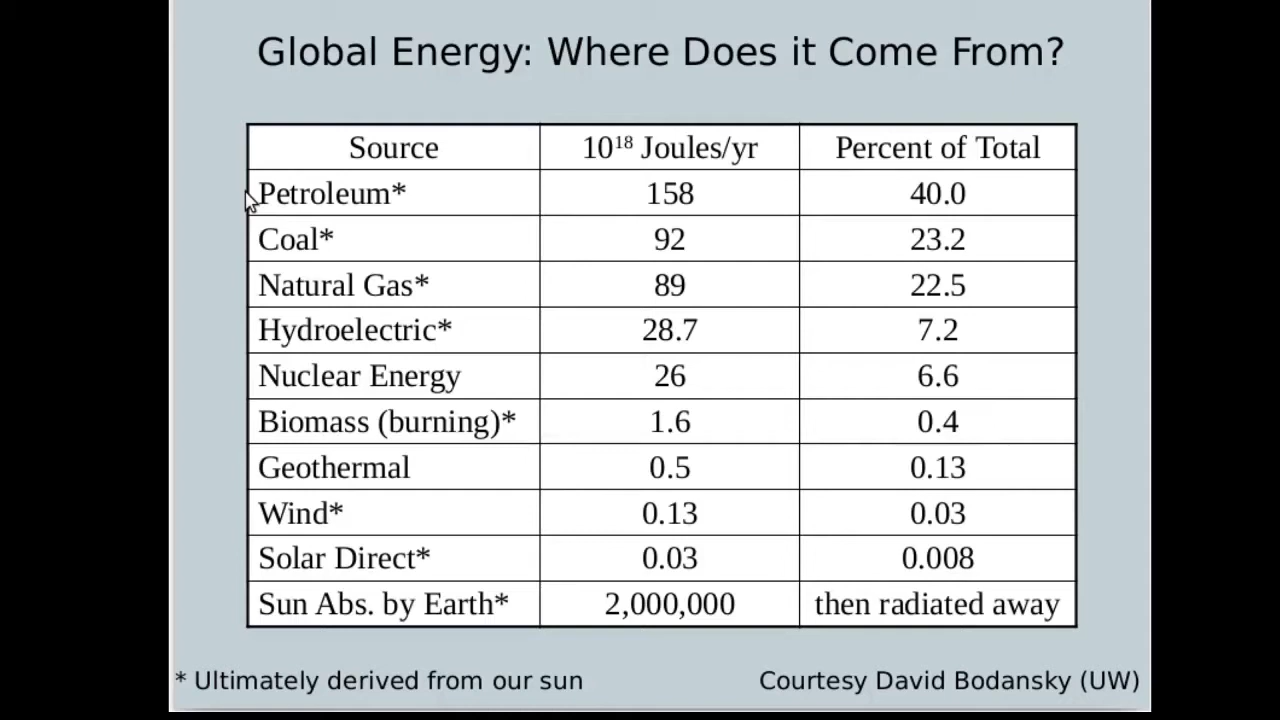 Global Energy: Where Does it Come From?
Source 10¹⁸ Joules/yr Percent of Total
Petroleum* 158 40.0
Coal* 92 23.2
Natural Gas* 89 22.5
Hydroelectric* 28.7 7.2
Nuclear Energy 26 6.6
Biomass (burning)* 1.6 0.4
Geothermal 0.5 0.13
Wind* 0.13 0.03
Solar Direct* 0.03 0.008
Sun Abs. by Earth* 2,000,000 then radiated away
* Ultimately derived from our sun Courtesy David Bodansky (UW)